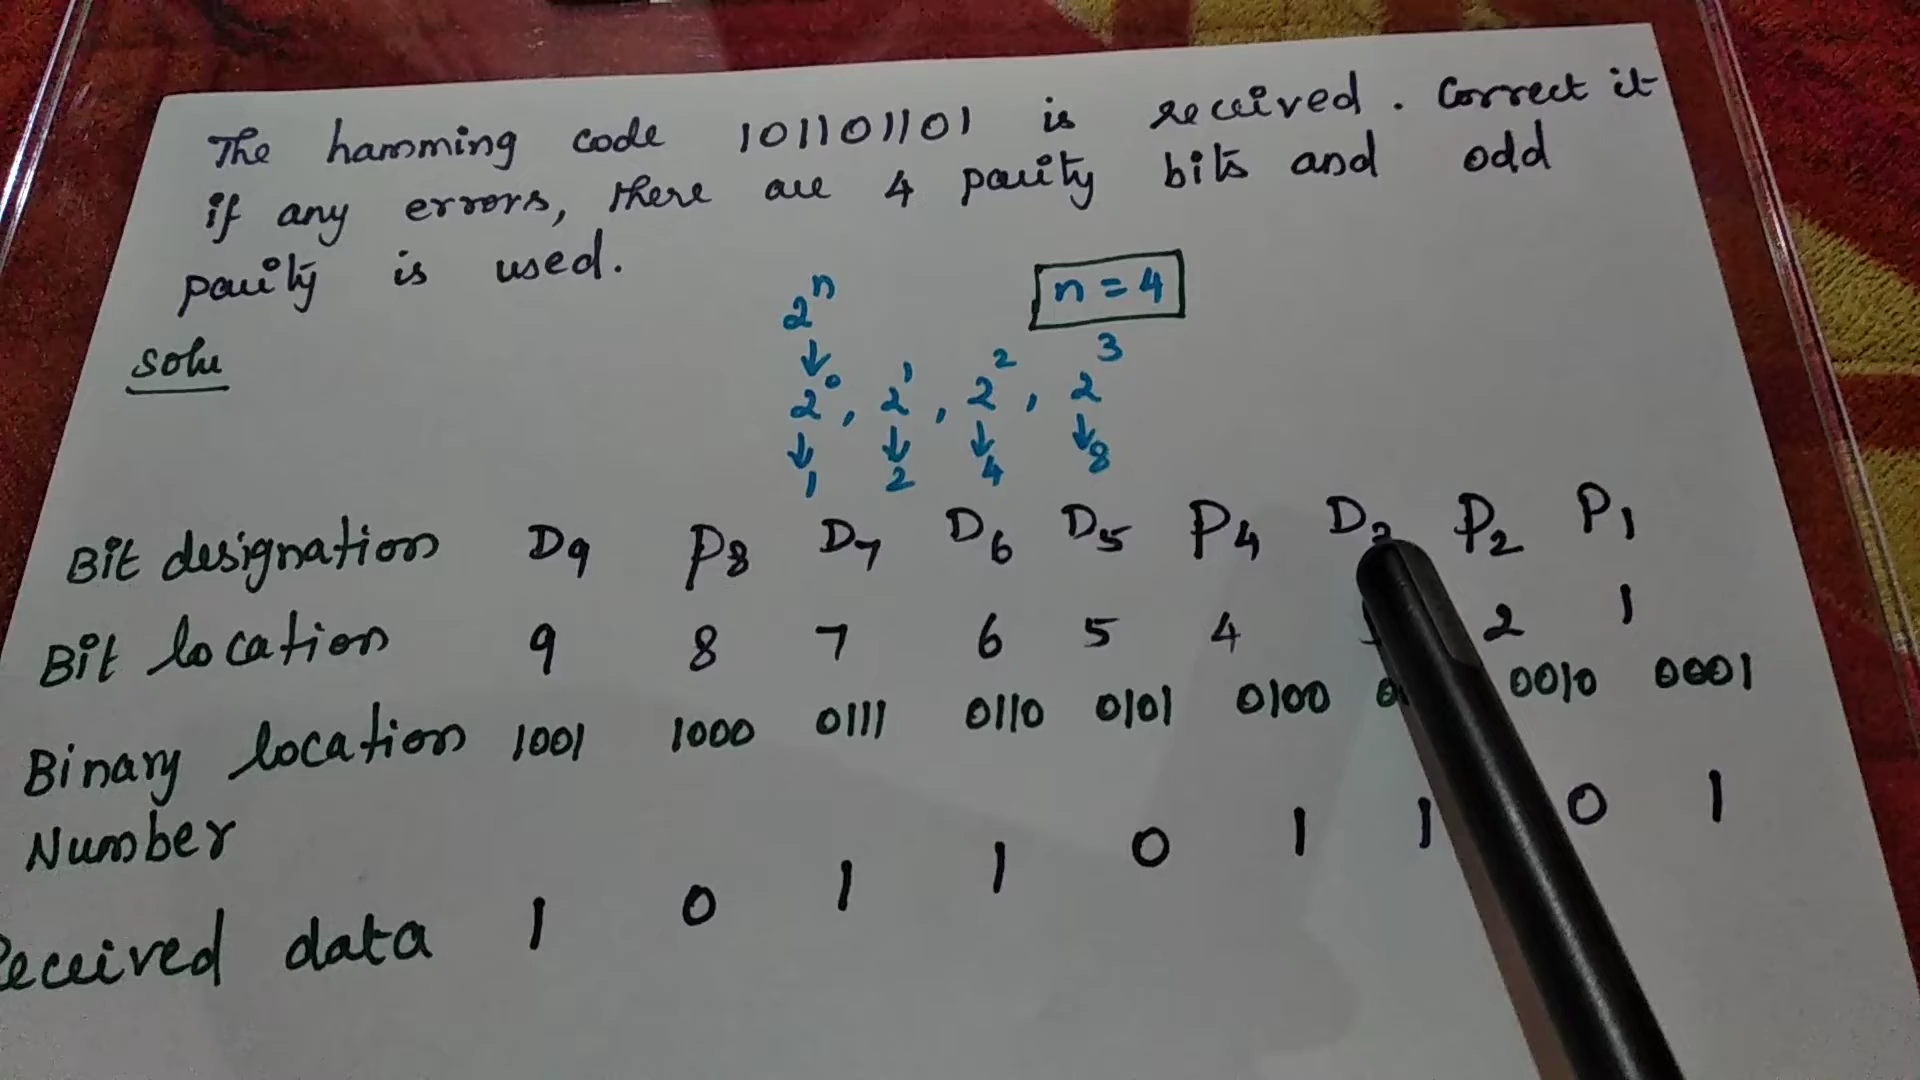 The hamming code 101101101 is received. Correct it
if any errors, there are 4 parity bits and odd
parity is used.
n = 4
Solu
2^n
↓
2^0, 2^1, 2^2, 2^3
↓ ↓ ↓ ↓
1 2 4 8
Bit designation D9 P8 D7 D6 D5 P4 D3 P2 P1
Bit location 9 8 7 6 5 4 2 1
Binary location 1001 1000 0111 0110 0101 0100 0010 0001
Number
Received data 1 0 1 1 0 1 1 0 1